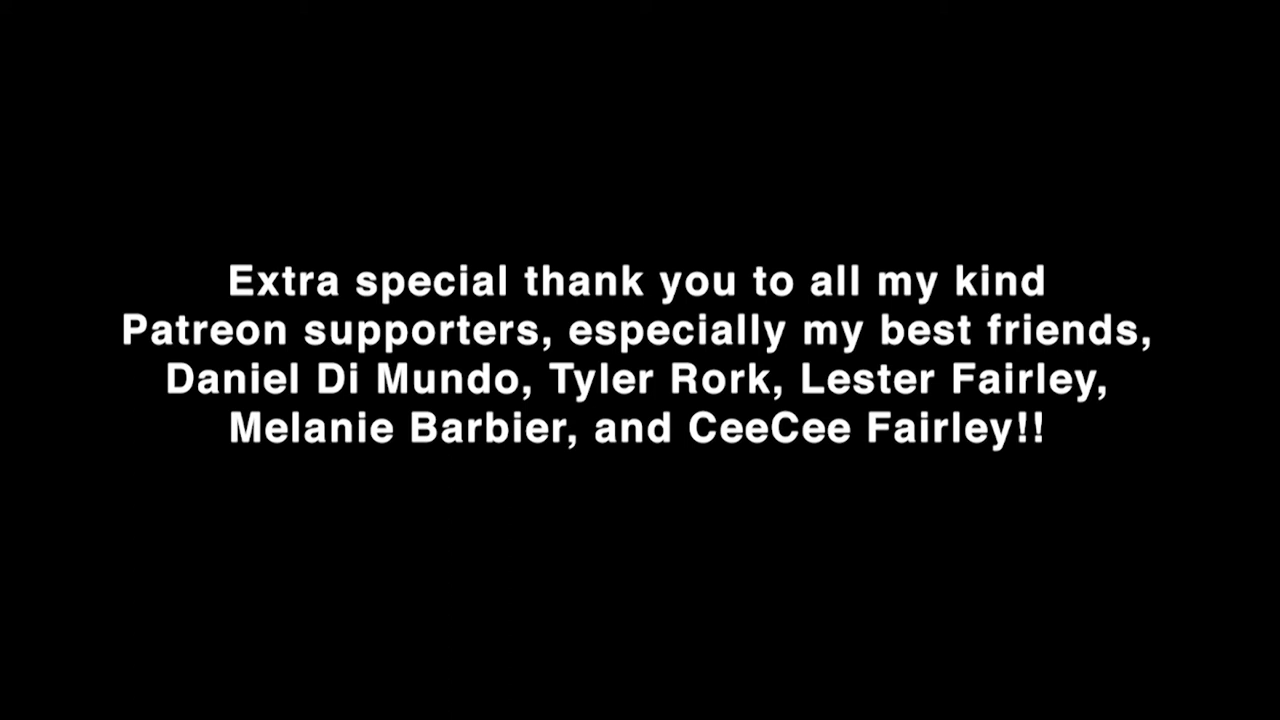 Extra special thank you to all my kind
Patreon supporters, especially my best friends,
Daniel Di Mundo, Tyler Rork, Lester Fairley,
Melanie Barbier, and CeeCee Fairley!!